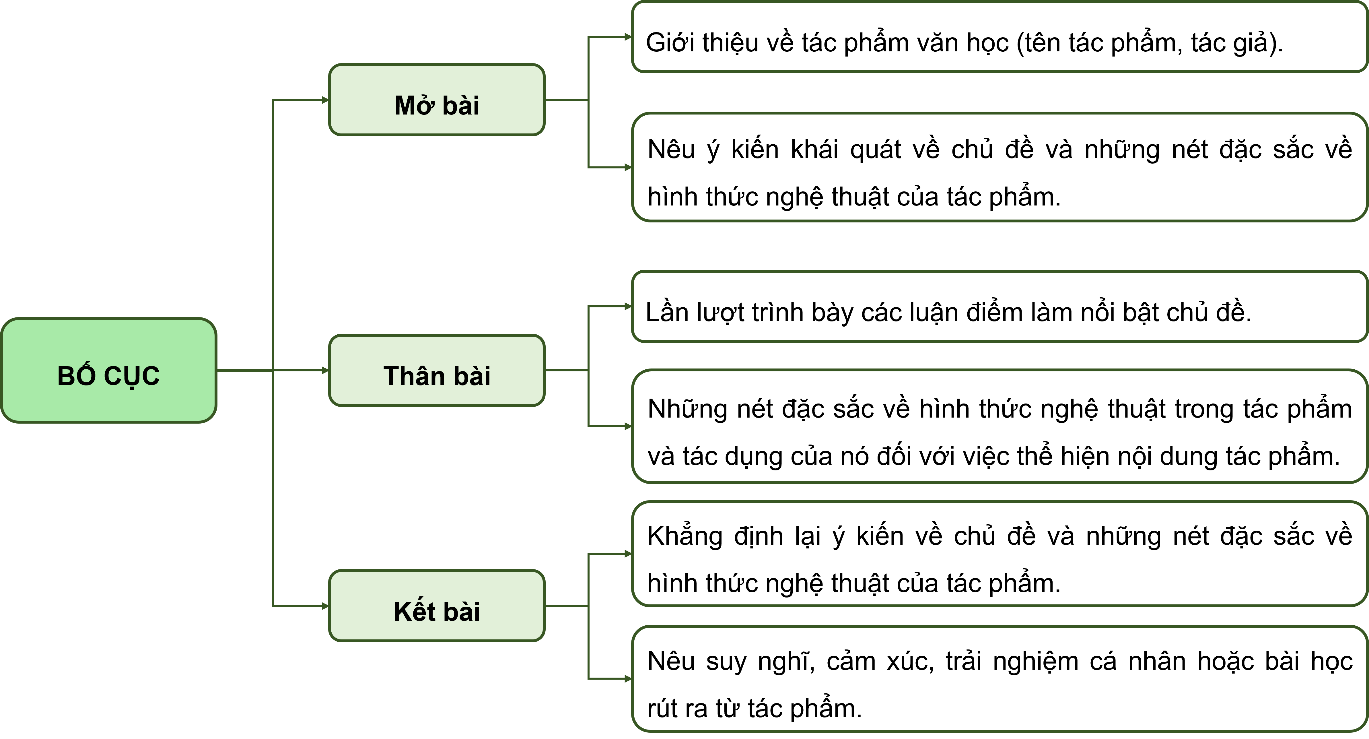 Giới thiệu về tác phẩm văn học (tên tác phẩm, tác giả).
Mở bài
Nêu ý kiến khái quát về chủ đề và những nét đặc sắc về
hình thức nghệ thuật của tác phẩm.
Lần lượt trình bày các luận điểm làm nổi bật chủ đề.
BỐ CỤC
Thân bài
Những nét đặc sắc về hình thức nghệ thuật trong tác phẩm
và tác dụng của nó đối với việc thể hiện nội dung tác phẩm.
Khẳng định lại ý kiến về chủ đề và những nét đặc sắc về
hình thức nghệ thuật của tác phẩm.
Kết bài
Nêu suy nghĩ, cảm xúc, trải nghiệm cá nhân hoặc bài học
rút ra từ tác phẩm.